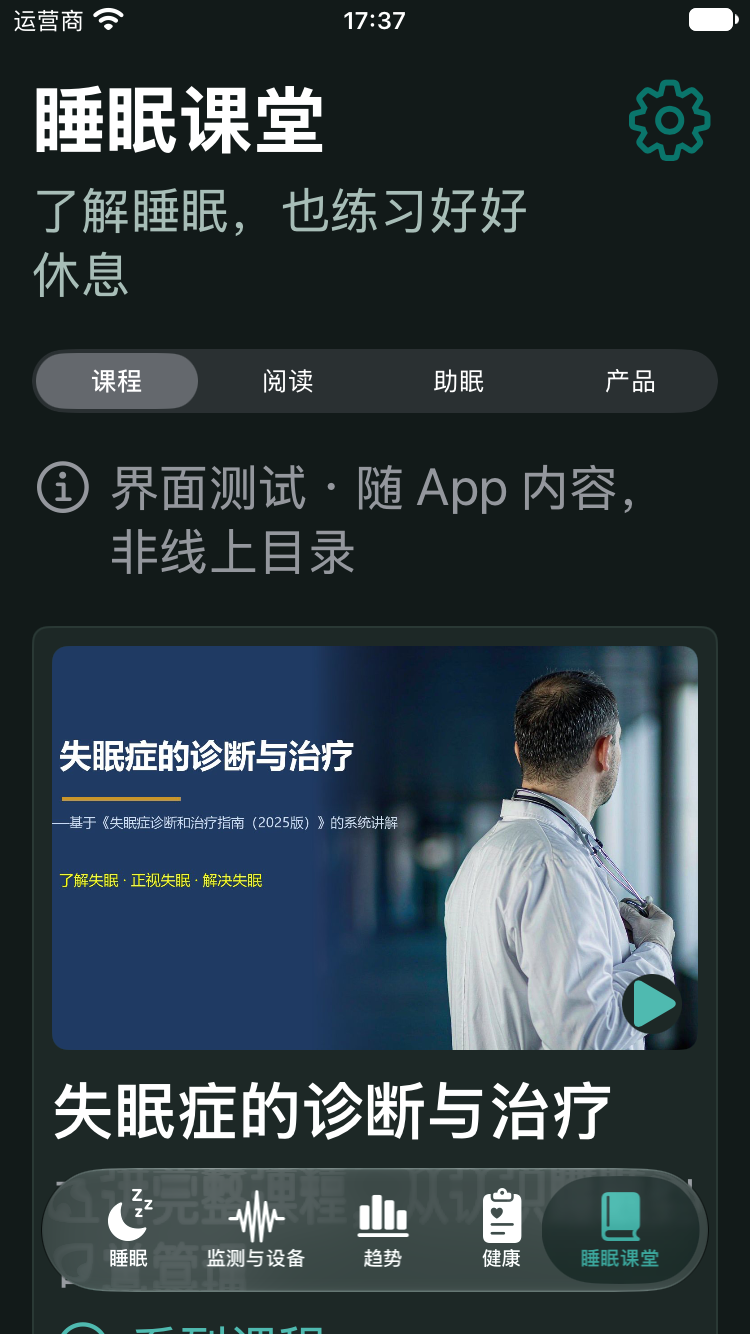 运营商
17:37
睡眠课堂
了解睡眠，也练习好好
休息
课程
阅读
助眠
产品
界面测试 · 随 App 内容，
非线上目录
失眠症的诊断与治疗
——基于《失眠症诊断和治疗指南（2025版）》的系统讲解
了解失眠 · 正视失眠 · 解决失眠
失眠症的诊断与治疗
睡眠
监测与设备
趋势
健康
睡眠课堂
系列课程